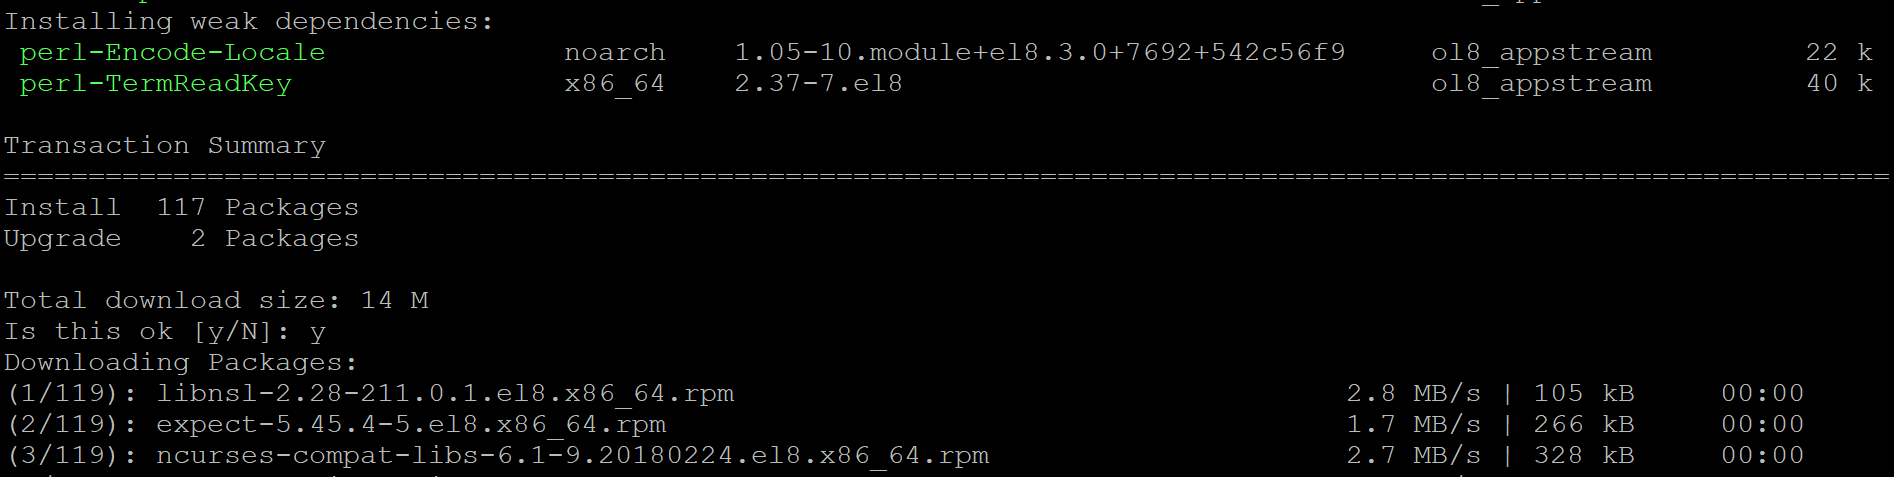 Installing weak dependencies:
perl-Encode-Locale noarch 1.05-10.module+el8.3.0+7692+542c56f9 ol8_appstream 22 k
perl-TermReadKey x86_64 2.37-7.el8 ol8_appstream 40 k
Transaction Summary
===============================================================================================================
Install 117 Packages
Upgrade 2 Packages
Total download size: 14 M
Is this ok [y/N]: y
Downloading Packages:
(1/119): libnsl-2.28-211.0.1.el8.x86_64.rpm 2.8 MB/s | 105 kB 00:00
(2/119): expect-5.45.4-5.el8.x86_64.rpm 1.7 MB/s | 266 kB 00:00
(3/119): ncurses-compat-libs-6.1-9.20180224.el8.x86_64.rpm 2.7 MB/s | 328 kB 00:00